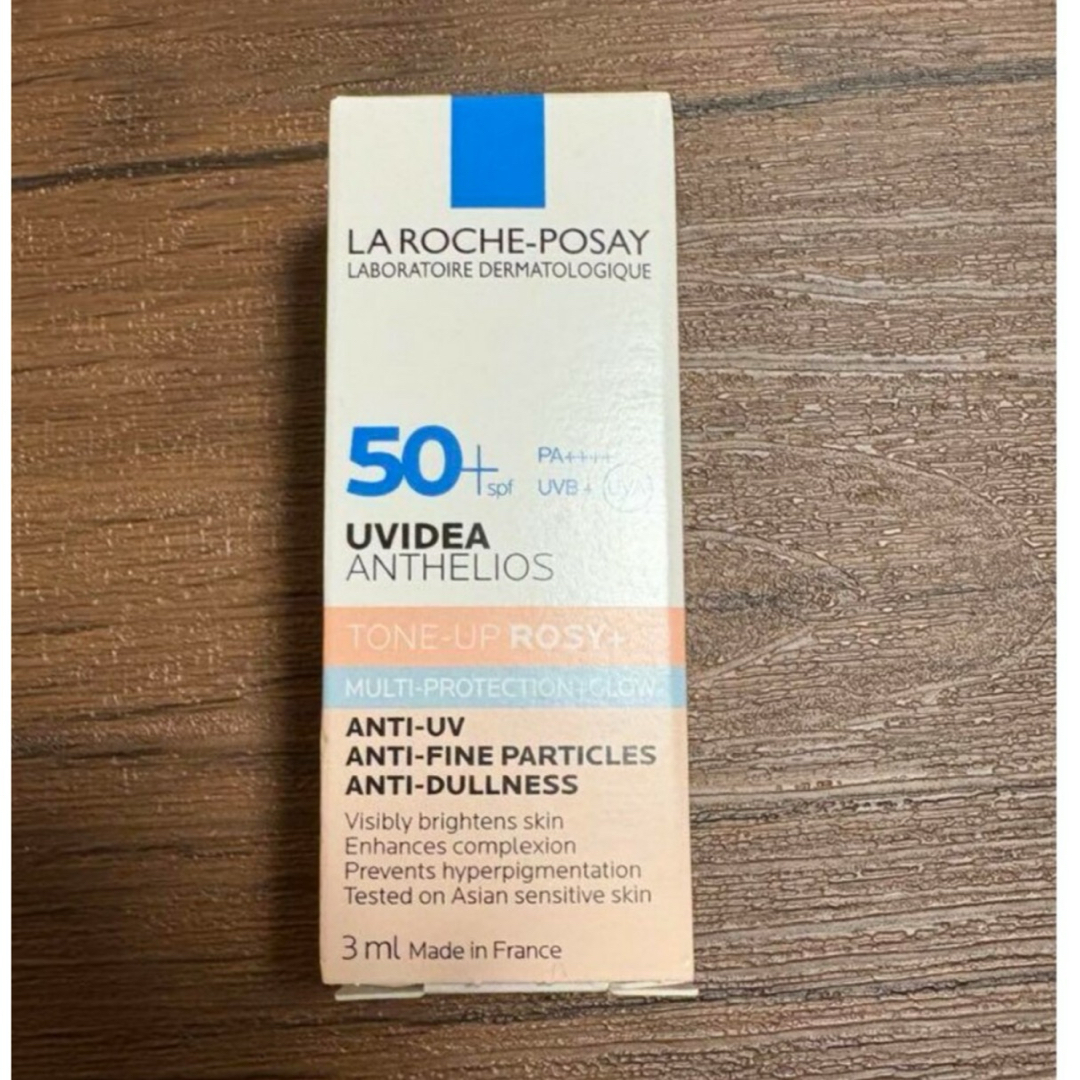 LA ROCHE-POSAY
LABORATOIRE DERMATOLOGIQUE
50+ spf
PA++++
UVB + UVA
UVIDEA
ANTHELIOS
TONE-UP ROSY+
MULTI-PROTECTION+GLOW
ANTI-UV
ANTI-FINE PARTICLES
ANTI-DULLNESS
Visibly brightens skin
Enhances complexion
Prevents hyperpigmentation
Tested on Asian sensitive skin
3 ml Made in France